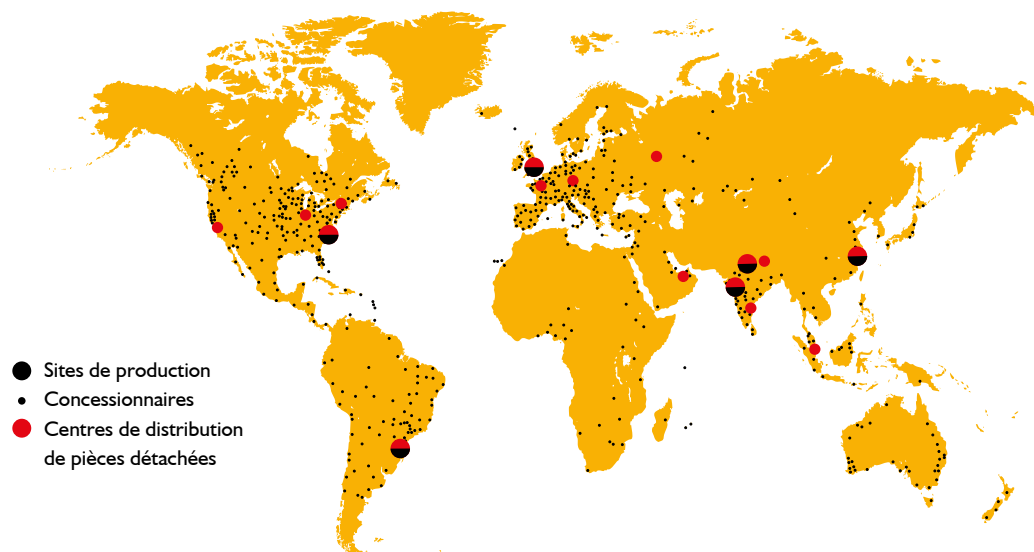 Sites de production
Concessionnaires
Centres de distribution
de pièces détachées